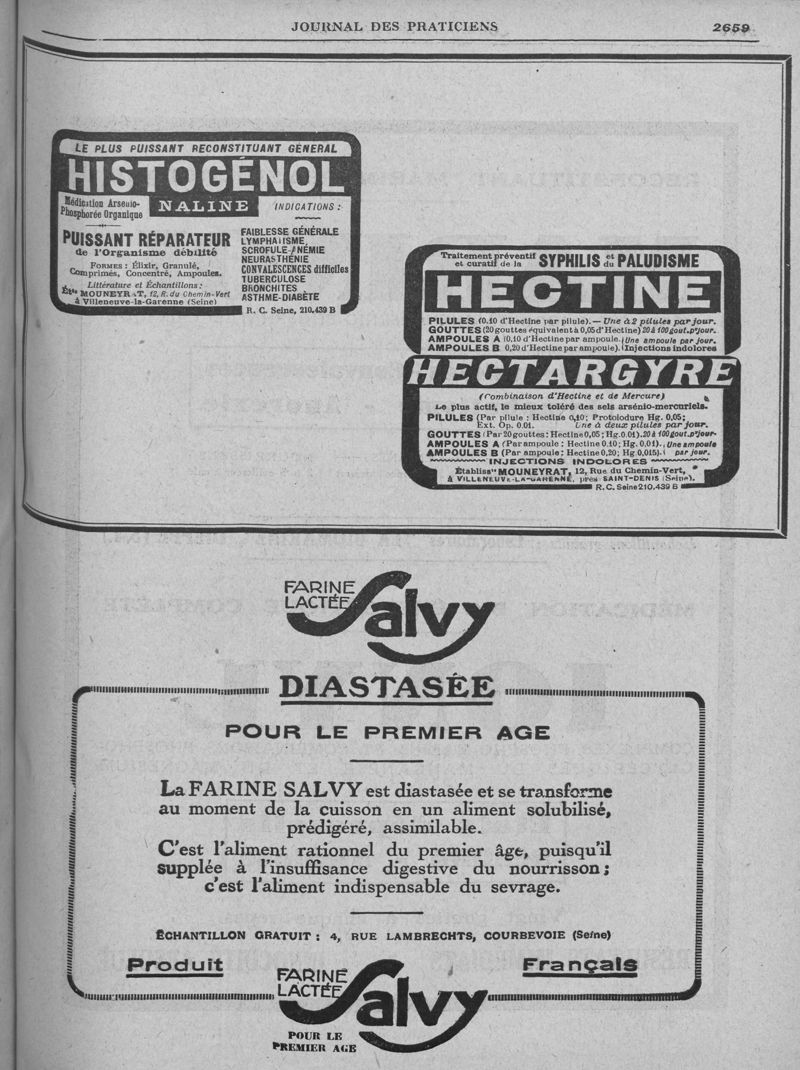 JOURNAL DES PRATICIENS
2659
LE PLUS PUISSANT RECONSTITUANT GÉNÉRAL
HISTOGÉNOL
Médication Arsenio-
Phosphorée Organique
NALINE
INDICATIONS :
PUISSANT RÉPARATEUR
de l'Organisme débilité
FORMES : Élixir, Granulé,
Comprimés, Concentré, Ampoules.
Littérature et Échantillons :
Éts MOUNEYRAT, 12, R. du Chemin-Vert
à Villeneuve-la-Garenne (Seine)
FAIBLESSE GÉNÉRALE
LYMPHATISME
SCROFULE - ANÉMIE
NEURASTHÉNIE
CONVALESCENCES difficiles
TUBERCULOSE
BRONCHITES
ASTHME-DIABÈTE
R. C. Seine, 210.439 B
Traitement préventif et curatif de la SYPHILIS et du PALUDISME
HECTINE
PILULES (0.10 d'Hectine par pilule). — Une à 2 pilules par jour.
GOUTTES (20 gouttes équivalent à 0,05 d'Hectine) 20 à 100 gout. p. jour.
AMPOULES A (0,10 d'Hectine par ampoule.) Une ampoule par jour.
AMPOULES B 0,20 d'Hectine par ampoule). (Injections indolores
HECTARGYRE
(Combinaison d'Hectine et de Mercure)
Le plus actif, le mieux toléré des sels arsénio-mercuriels.
PILULES (Par pilule : Hectine 0,10; Protoiodure Hg. 0.05;
Ext. Op. 0.01. Une à deux pilules par jour.
GOUTTES (Par 20 gouttes: Hectine 0,05; Hg. 0.01). 20 à 100 gout. p. jour.
AMPOULES A (Par ampoule: Hectine 0.10; Hg. 0,01). Une ampoule
AMPOULES B (Par ampoule: Hectine 0,20; Hg. 0,015). par jour.
INJECTIONS INDOLORES
Établiss ts MOUNEYRAT, 12, Rue du Chemin-Vert,
à VILLENEUVE-LA-GARENNE, près SAINT-DENIS (Seine).
R. C. Seine 210.439 B
FARINE
LACTÉE
Salvy
DIASTASÉE
POUR LE PREMIER AGE
La FARINE SALVY est diastasée et se transforme
au moment de la cuisson en un aliment solubilisé,
prédigéré, assimilable.
C'est l'aliment rationnel du premier âge, puisqu'il
supplée à l'insuffisance digestive du nourrisson ;
c'est l'aliment indispensable du sevrage.
ÉCHANTILLON GRATUIT : 4, RUE LAMBRECHTS, COURBEVOIE (Seine)
Produit
Français
FARINE
LACTÉE
Salvy
POUR LE
PREMIER AGE